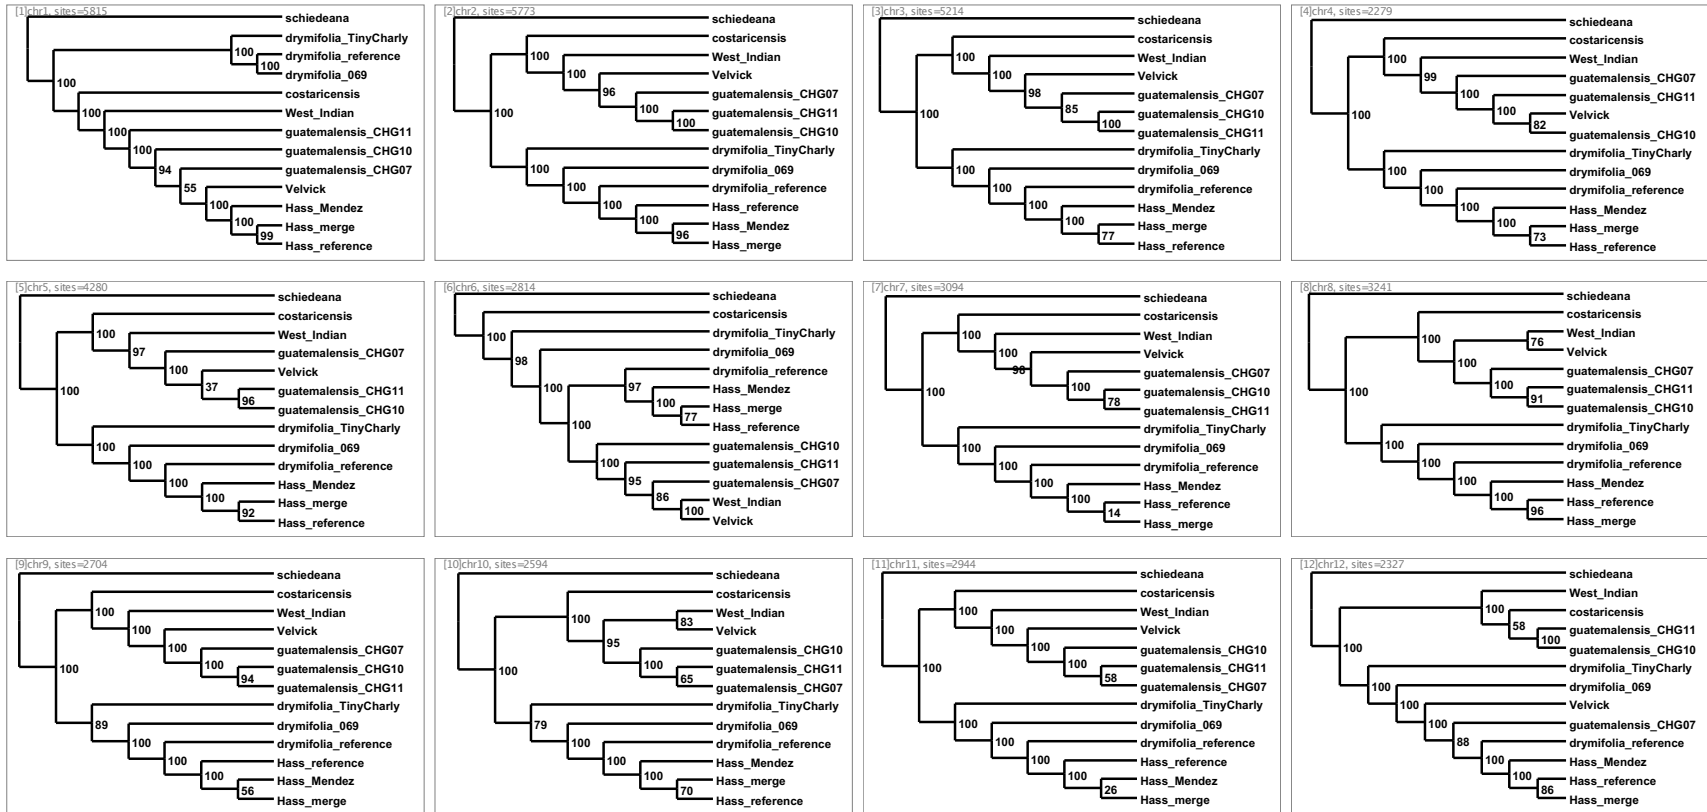 [1]chr1, sites=5815
schiedeana
drymifolia_TinyCharly
100
drymifolia_reference
100
drymifolia_069
100
costaricensis
100
West_Indian
100
guatemalensis_CHG11
100
guatemalensis_CHG10
94
guatemalensis_CHG07
55
Velvick
100
Hass_Mendez
100
Hass_merge
99
Hass_reference
[2]chr2, sites=5773
schiedeana
costaricensis
100
West_Indian
100
Velvick
96
guatemalensis_CHG07
100
guatemalensis_CHG11
100
guatemalensis_CHG10
100
drymifolia_TinyCharly
100
drymifolia_069
100
drymifolia_reference
100
Hass_reference
100
Hass_Mendez
96
Hass_merge
[3]chr3, sites=5214
schiedeana
costaricensis
100
West_Indian
100
Velvick
98
guatemalensis_CHG07
85
guatemalensis_CHG10
100
guatemalensis_CHG11
100
drymifolia_TinyCharly
100
drymifolia_069
100
drymifolia_reference
100
Hass_Mendez
100
Hass_merge
77
Hass_reference
[4]chr4, sites=2279
schiedeana
costaricensis
100
West_Indian
99
guatemalensis_CHG07
100
guatemalensis_CHG11
100
Velvick
82
guatemalensis_CHG10
100
drymifolia_TinyCharly
100
drymifolia_069
100
drymifolia_reference
100
Hass_Mendez
100
Hass_merge
73
Hass_reference
[5]chr5, sites=4280
schiedeana
costaricensis
100
West_Indian
97
guatemalensis_CHG07
100
Velvick
37
guatemalensis_CHG11
96
guatemalensis_CHG10
100
drymifolia_TinyCharly
100
drymifolia_069
100
drymifolia_reference
100
Hass_Mendez
100
Hass_merge
92
Hass_reference
[6]chr6, sites=2814
schiedeana
costaricensis
100
drymifolia_TinyCharly
98
drymifolia_069
100
drymifolia_reference
97
Hass_Mendez
100
Hass_merge
77
Hass_reference
100
guatemalensis_CHG10
100
guatemalensis_CHG11
95
guatemalensis_CHG07
86
West_Indian
100
Velvick
[7]chr7, sites=3094
schiedeana
costaricensis
100
West_Indian
100
Velvick
98
guatemalensis_CHG07
100
guatemalensis_CHG10
78
guatemalensis_CHG11
100
drymifolia_TinyCharly
100
drymifolia_069
100
drymifolia_reference
100
Hass_Mendez
100
Hass_reference
14
Hass_merge
[8]chr8, sites=3241
schiedeana
costaricensis
100
West_Indian
76
Velvick
100
guatemalensis_CHG07
100
guatemalensis_CHG11
91
guatemalensis_CHG10
100
drymifolia_TinyCharly
100
drymifolia_069
100
drymifolia_reference
100
Hass_Mendez
100
Hass_reference
96
Hass_merge
[9]chr9, sites=2704
schiedeana
costaricensis
100
West_Indian
100
Velvick
100
guatemalensis_CHG07
100
guatemalensis_CHG10
94
guatemalensis_CHG11
100
drymifolia_TinyCharly
89
drymifolia_069
100
drymifolia_reference
100
Hass_reference
100
Hass_Mendez
56
Hass_merge
[10]chr10, sites=2594
schiedeana
costaricensis
100
West_Indian
83
Velvick
95
guatemalensis_CHG10
100
guatemalensis_CHG11
65
guatemalensis_CHG07
100
drymifolia_TinyCharly
79
drymifolia_069
100
drymifolia_reference
100
Hass_Mendez
100
Hass_merge
70
Hass_reference
[11]chr11, sites=2944
schiedeana
costaricensis
100
West_Indian
100
Velvick
100
guatemalensis_CHG10
100
guatemalensis_CHG11
58
guatemalensis_CHG07
100
drymifolia_TinyCharly
100
drymifolia_069
100
drymifolia_reference
100
Hass_reference
100
Hass_Mendez
26
Hass_merge
[12]chr12, sites=2327
schiedeana
West_Indian
100
costaricensis
58
guatemalensis_CHG11
100
guatemalensis_CHG10
100
drymifolia_TinyCharly
100
drymifolia_069
100
Velvick
100
guatemalensis_CHG07
88
drymifolia_reference
100
Hass_Mendez
100
Hass_reference
86
Hass_merge